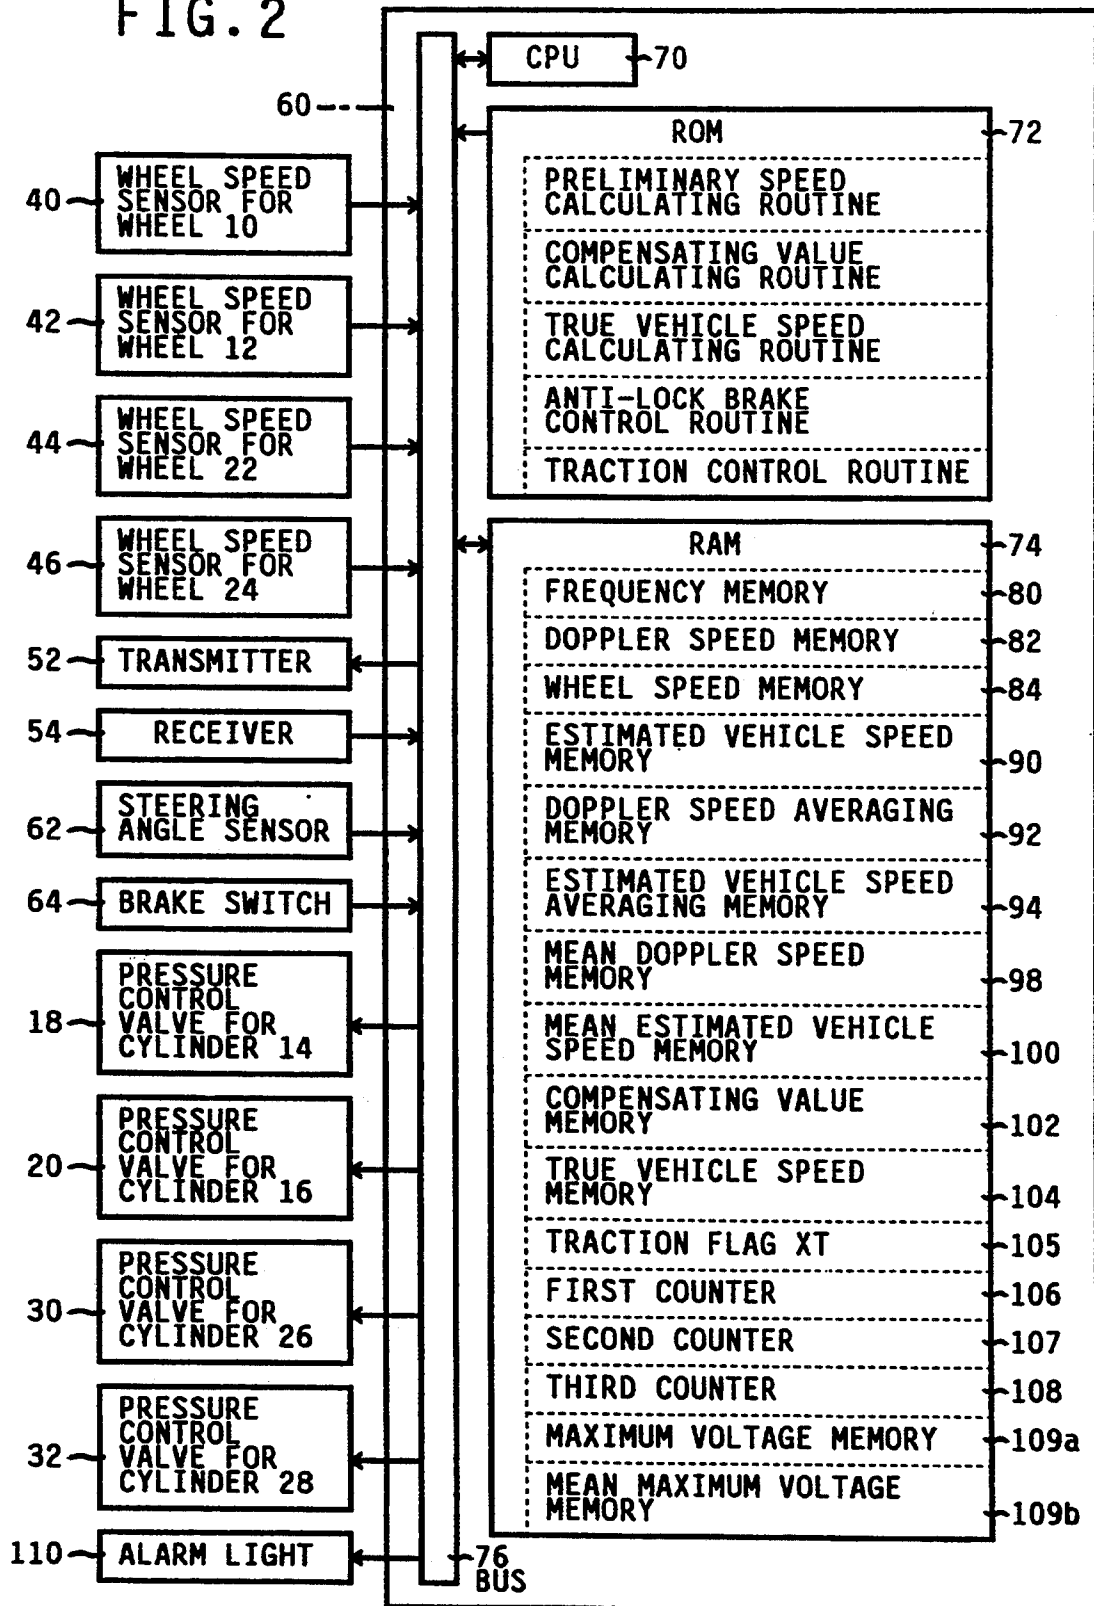 FIG. 2
60
CPU
70
ROM
72
PRELIMINARY SPEED
CALCULATING ROUTINE
COMPENSATING VALUE
CALCULATING ROUTINE
TRUE VEHICLE SPEED
CALCULATING ROUTINE
ANTI-LOCK BRAKE
CONTROL ROUTINE
TRACTION CONTROL ROUTINE
40
WHEEL SPEED
SENSOR FOR
WHEEL 10
42
WHEEL SPEED
SENSOR FOR
WHEEL 12
44
WHEEL SPEED
SENSOR FOR
WHEEL 22
46
WHEEL SPEED
SENSOR FOR
WHEEL 24
52
TRANSMITTER
54
RECEIVER
62
STEERING
ANGLE SENSOR
64
BRAKE SWITCH
18
PRESSURE
CONTROL
VALVE FOR
CYLINDER 14
20
PRESSURE
CONTROL
VALVE FOR
CYLINDER 16
30
PRESSURE
CONTROL
VALVE FOR
CYLINDER 26
32
PRESSURE
CONTROL
VALVE FOR
CYLINDER 28
110
ALARM LIGHT
RAM
74
FREQUENCY MEMORY
80
DOPPLER SPEED MEMORY
82
WHEEL SPEED MEMORY
84
ESTIMATED VEHICLE SPEED
MEMORY
90
DOPPLER SPEED AVERAGING
MEMORY
92
ESTIMATED VEHICLE SPEED
AVERAGING MEMORY
94
MEAN DOPPLER SPEED
MEMORY
98
MEAN ESTIMATED VEHICLE
SPEED MEMORY
100
COMPENSATING VALUE
MEMORY
102
TRUE VEHICLE SPEED
MEMORY
104
TRACTION FLAG XT
105
FIRST COUNTER
106
SECOND COUNTER
107
THIRD COUNTER
108
MAXIMUM VOLTAGE MEMORY
109a
MEAN MAXIMUM VOLTAGE
MEMORY
109b
76
BUS